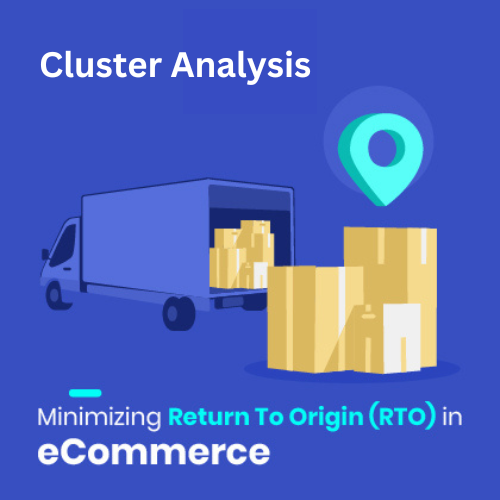 Cluster Analysis
Minimizing Return To Origin (RTO) in
eCommerce